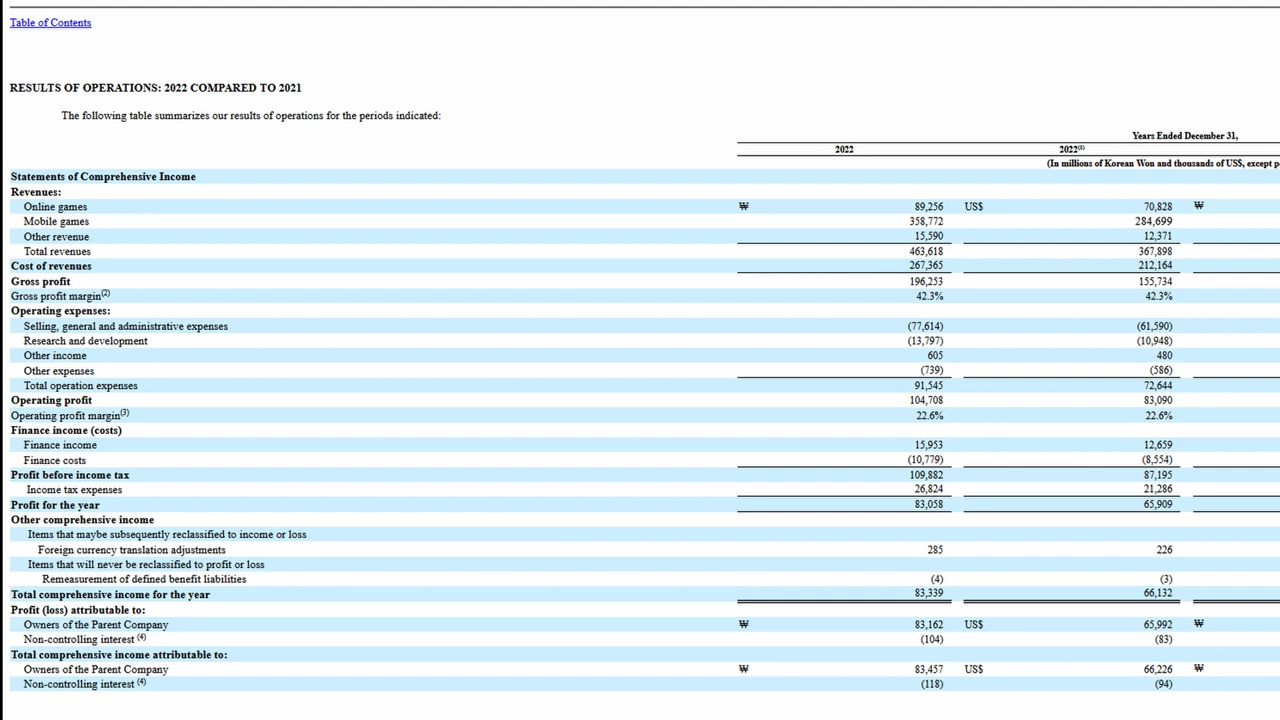 Table of Contents
RESULTS OF OPERATIONS: 2022 COMPARED TO 2021
The following table summarizes our results of operations for the periods indicated:
Years Ended December 31,
2022 2022(1)
(In millions of Korean Won and thousands of US$, except p
Statements of Comprehensive Income
Revenues:
Online games ₩ 89,256 US$ 70,828 ₩
Mobile games 358,772 284,699
Other revenue 15,590 12,371
Total revenues 463,618 367,898
Cost of revenues 267,365 212,164
Gross profit 196,253 155,734
Gross profit margin(2) 42.3% 42.3%
Operating expenses:
Selling, general and administrative expenses (77,614) (61,590)
Research and development (13,797) (10,948)
Other income 605 480
Other expenses (739) (586)
Total operation expenses 91,545 72,644
Operating profit 104,708 83,090
Operating profit margin(3) 22.6% 22.6%
Finance income (costs)
Finance income 15,953 12,659
Finance costs (10,779) (8,554)
Profit before income tax 109,882 87,195
Income tax expenses 26,824 21,286
Profit for the year 83,058 65,909
Other comprehensive income
Items that maybe subsequently reclassified to income or loss
Foreign currency translation adjustments 285 226
Items that will never be reclassified to profit or loss
Remeasurement of defined benefit liabilities (4) (3)
Total comprehensive income for the year 83,339 66,132
Profit (loss) attributable to:
Owners of the Parent Company ₩ 83,162 US$ 65,992 ₩
Non-controlling interest (4) (104) (83)
Total comprehensive income attributable to:
Owners of the Parent Company ₩ 83,457 US$ 66,226 ₩
Non-controlling interest (4) (118) (94)